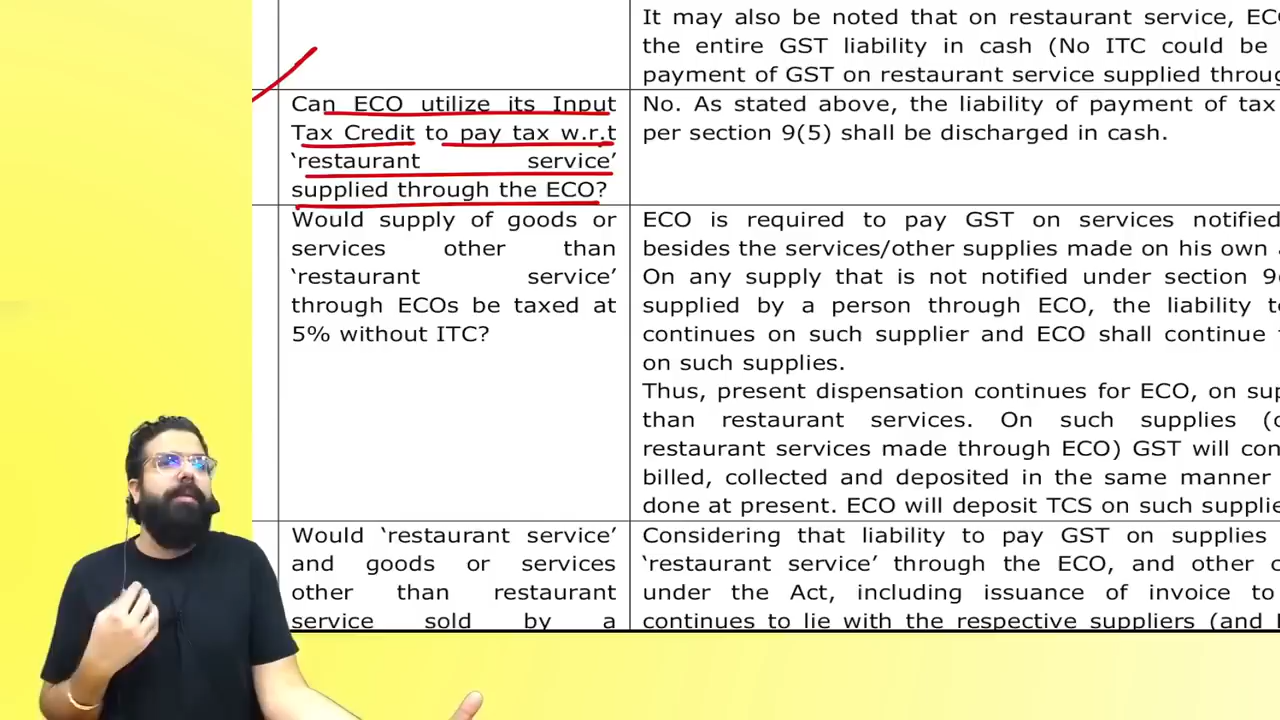 It may also be noted that on restaurant service,
the entire GST liability in cash (No ITC could be
payment of GST on restaurant service supplied
Can ECO utilize its Input
Tax Credit to pay tax w.r.t
‘restaurant service’
supplied through the ECO?
No. As stated above, the liability of payment of tax
per section 9(5) shall be discharged in cash.
Would supply of goods or
services other than
‘restaurant service’
through ECOs be taxed at
5% without ITC?
ECO is required to pay GST on services notified
besides the services/other supplies made on his own
On any supply that is not notified under section
supplied by a person through ECO, the liability
continues on such supplier and ECO shall continue
on such supplies.
Thus, present dispensation continues for ECO, on
than restaurant services. On such supplies
restaurant services made through ECO) GST will
billed, collected and deposited in the same manner
done at present. ECO will deposit TCS on such
Would ‘restaurant service’
and goods or services
other than restaurant
service sold by a
Considering that liability to pay GST on supplies
‘restaurant service’ through the ECO, and other
under the Act, including issuance of invoice to
continues to lie with the respective suppliers (and